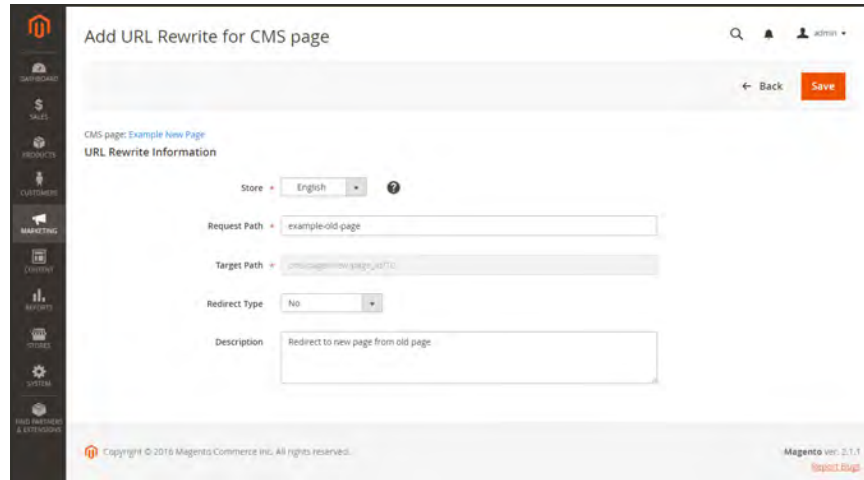 Add URL Rewrite for CMS page
admin
← Back
Save
DASHBOARD
SALES
PRODUCTS
CUSTOMERS
MARKETING
CONTENT
REPORTS
STORES
SYSTEM
FIND PARTNERS
& EXTENSIONS
CMS page: Example New Page
URL Rewrite Information
Store * English
Request Path * example-old-page
Target Path *
Redirect Type No
Description Redirect to new page from old page
Copyright © 2016 Magento Commerce Inc. All rights reserved.
Magento ver. 2.1.1
Report Bugs